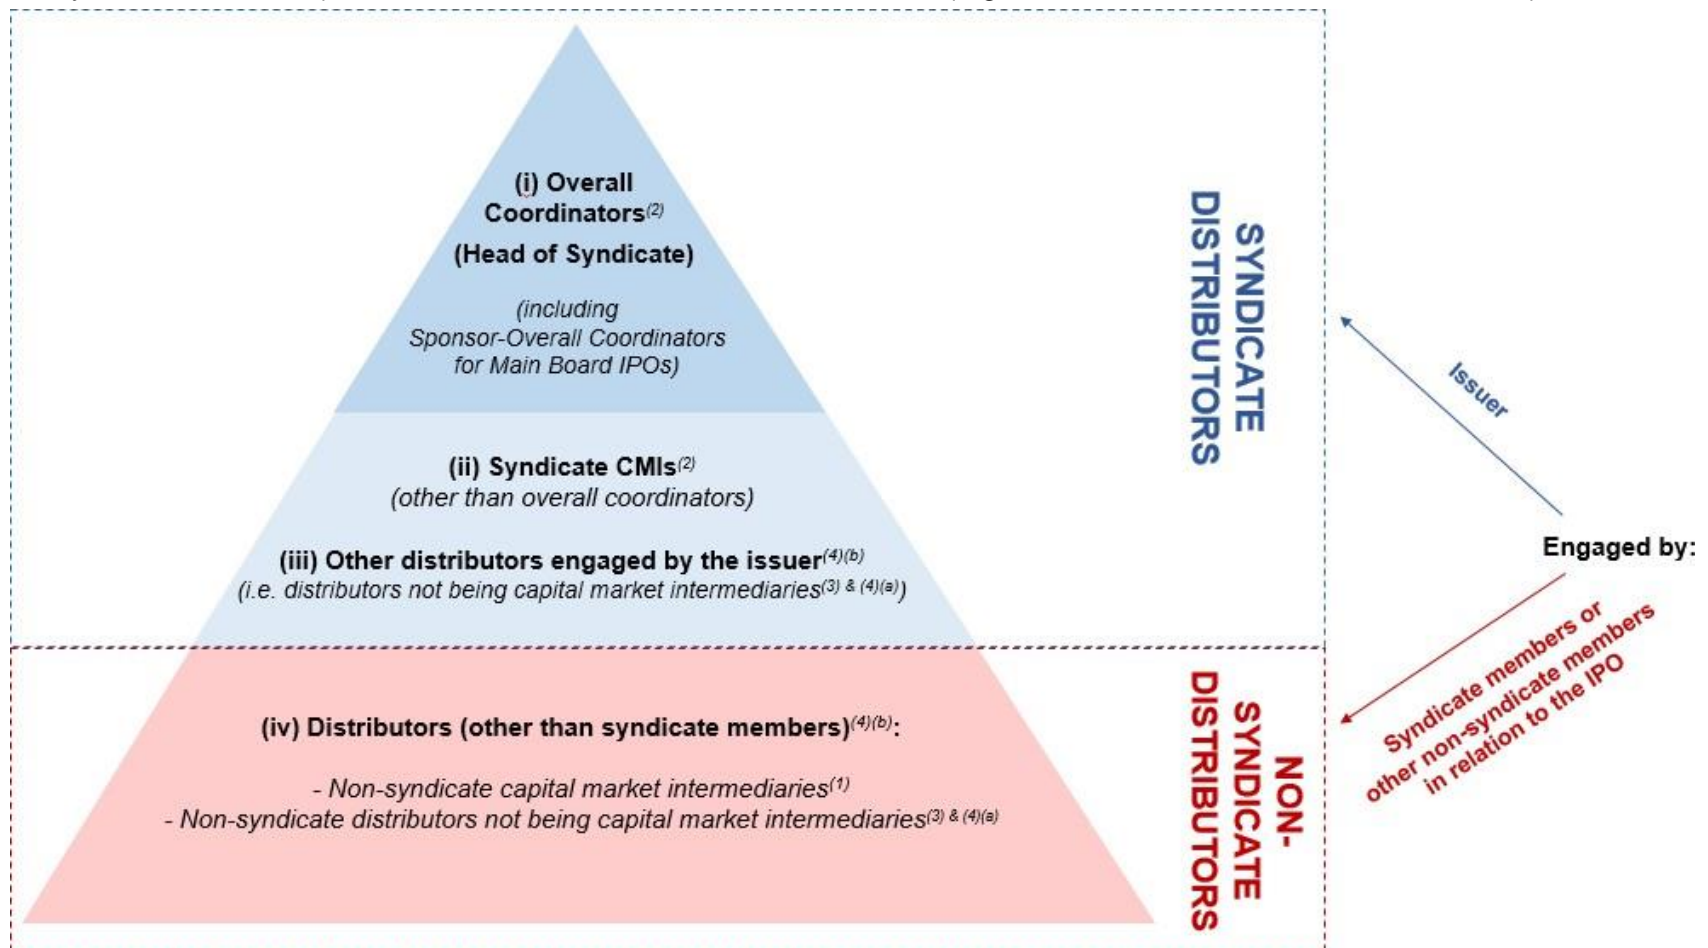 (i) Overall
Coordinators(2)
(Head of Syndicate)
(including
Sponsor-Overall Coordinators
for Main Board IPOs)
(ii) Syndicate CMIs(2)
(other than overall coordinators)
(iii) Other distributors engaged by the issuer(4)(b)
(i.e. distributors not being capital market intermediaries(3) & (4)(a))
SYNDICATE
DISTRIBUTORS
Issuer
Engaged by:
Syndicate members or
other non-syndicate members
in relation to the IPO
(iv) Distributors (other than syndicate members)(4)(b):
- Non-syndicate capital market intermediaries(1)
- Non-syndicate distributors not being capital market intermediaries(3) & (4)(a)
NON-
SYNDICATE
DISTRIBUTORS